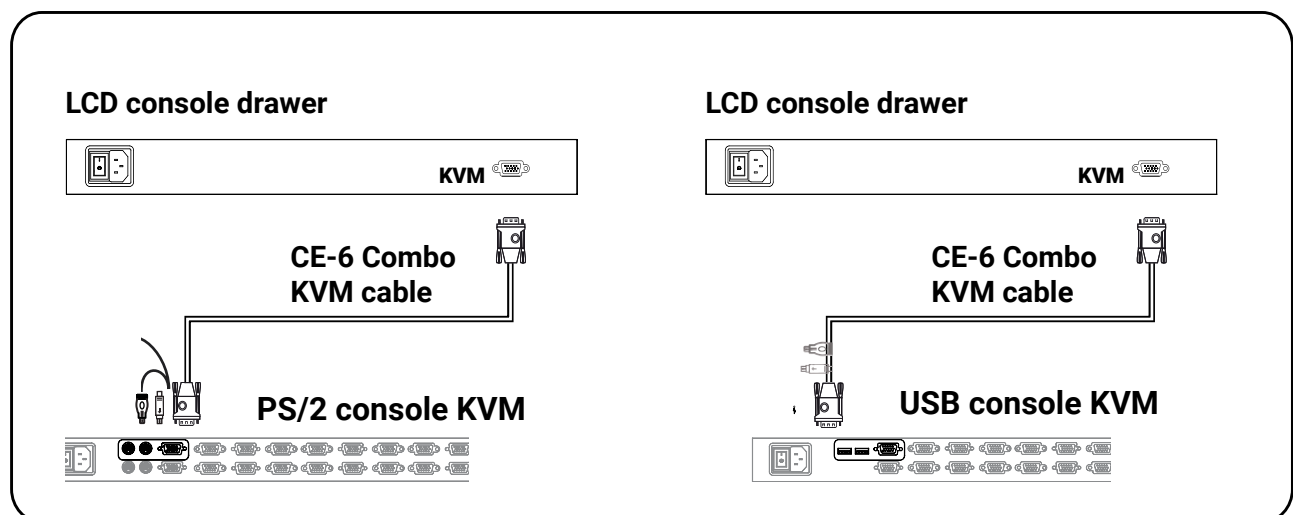 LCD console drawer
KVM
CE-6 Combo
KVM cable
PS/2 console KVM
LCD console drawer
KVM
CE-6 Combo
KVM cable
USB console KVM